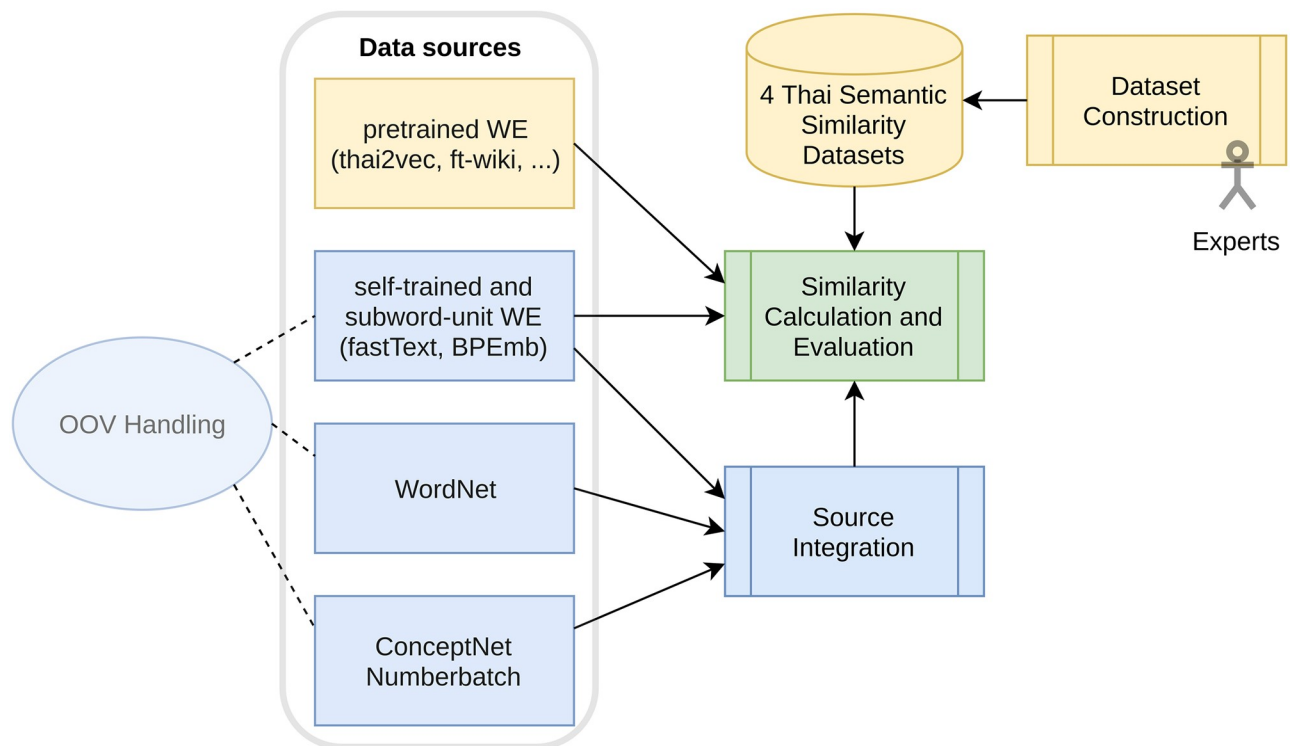 Data sources
pretrained WE
(thai2vec, ft-wiki, ...)
self-trained and
subword-unit WE
(fastText, BPEmb)
WordNet
ConceptNet
Numberbatch
OOV Handling
4 Thai Semantic
Similarity
Datasets
Dataset
Construction
Experts
Similarity
Calculation and
Evaluation
Source
Integration